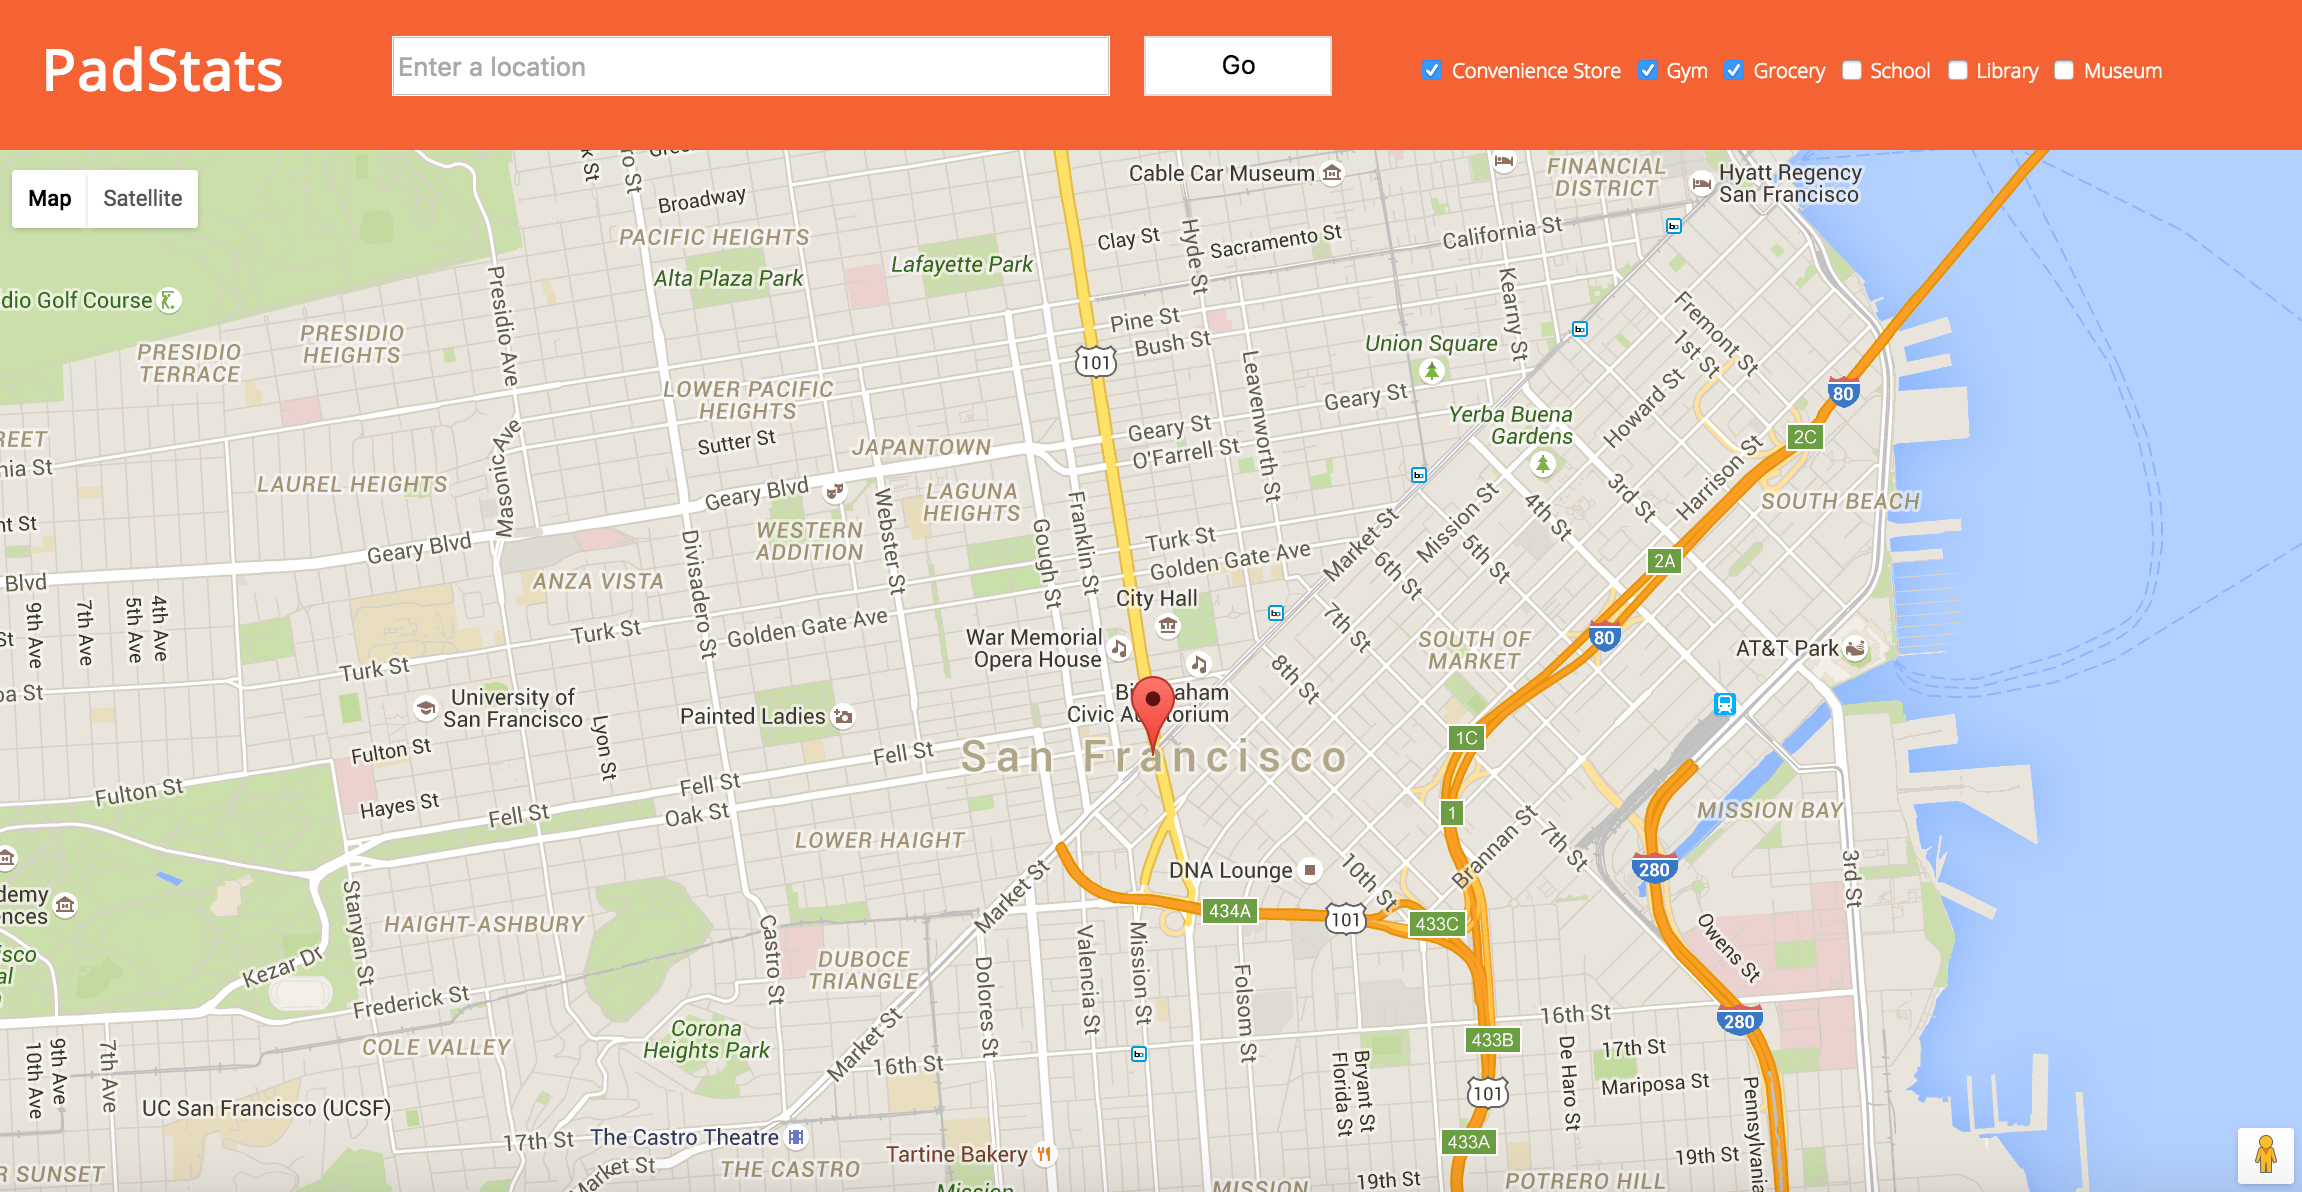 PadStats
Enter a location
Go
Convenience Store
Gym
Grocery
School
Library
Museum
Map
Satellite
Broadway
PACIFIC HEIGHTS
Alta Plaza Park
Lafayette Park
Cable Car Museum
Clay St
Hyde St
Sacramento St
California St
Kearny St
FINANCIAL
DISTRICT
Hyatt Regency
San Francisco
dio Golf Course
PRESIDIO
HEIGHTS
PRESIDIO
TERRACE
Presidio Ave
Pine St
Bush St
101
Union Square
Fremont St
1st St
Howard St
80
LOWER PACIFIC
HEIGHTS
Sutter St
JAPANTOWN
Leavenworth St
Geary St
Geary St
O'Farrell St
Yerba Buena
Gardens
2C
Harrison St
3rd St
4th St
SOUTH BEACH
REET
nia St
LAUREL HEIGHTS
Masonic Ave
Geary Blvd
Geary Blvd
nt St
Blvd
WESTERN
ADDITION
LAGUNA
HEIGHTS
Webster St
Gough St
Franklin St
Divisadero St
Turk St
Golden Gate Ave
Market St
Mission St
5th St
6th St
7th St
8th St
2A
80
ANZA VISTA
9th Ave
7th Ave
5th Ave
4th Ave
Turk St
Turk St
Golden Gate Ave
City Hall
War Memorial
Opera House
SOUTH OF
MARKET
AT&T Park
University of
San Francisco
Lyon St
Painted Ladies
Civic
San Francisco
1C
Fulton St
Fulton St
Hayes St
Fell St
Fell St
Fell St
Oak St
LOWER HAIGHT
1
Brannan St
7th St
MISSION BAY
3rd St
280
DNA Lounge
10th St
434A
101
433C
Stanyan St
HAIGHT-ASHBURY
Kezar Dr
Frederick St
Castro St
DUBOCE
TRIANGLE
Market St
Market St
Dolores St
Valencia St
Mission St
Folsom St
Owens St
280
16th St
16th St
COLE VALLEY
Corona
Heights Park
433B
101
433A
Bryant St
Florida St
De Haro St
17th St
Mariposa St
Pennsylvania
9th Ave
10th Ave
7th Ave
UC San Francisco (UCSF)
17th St
The Castro Theatre
Market St
THE CASTRO
Tartine Bakery
Mission
MISSION
19th St
19th St
POTRERO HILL
R SUNSET